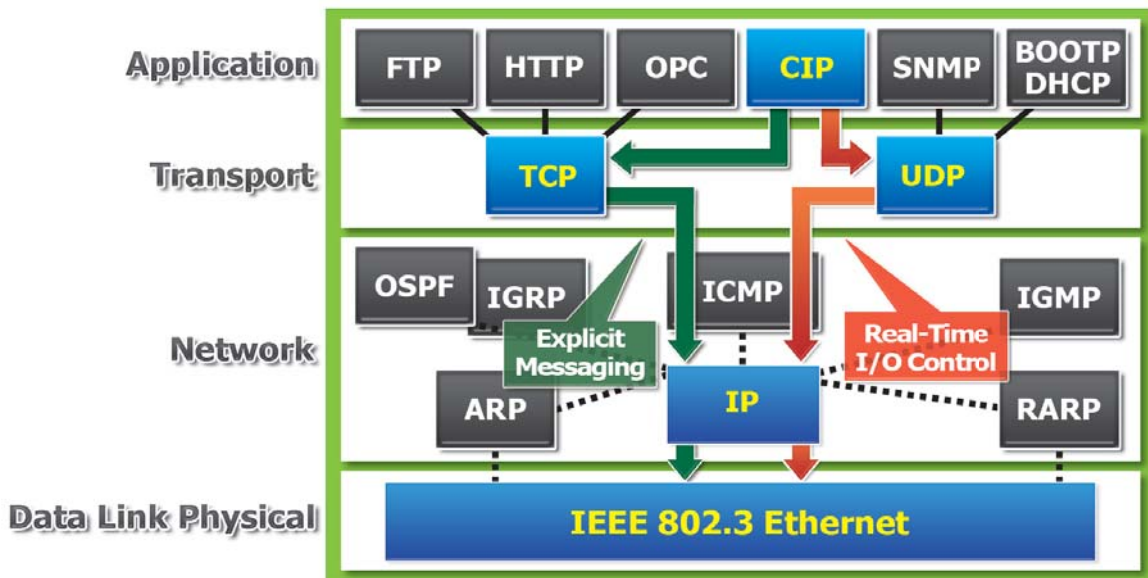 Application
FTP
HTTP
OPC
CIP
SNMP
BOOTP
DHCP
Transport
TCP
UDP
Network
OSPF
IGRP
ICMP
IGMP
Explicit
Messaging
Real-Time
I/O Control
ARP
IP
RARP
Data Link Physical
IEEE 802.3 Ethernet